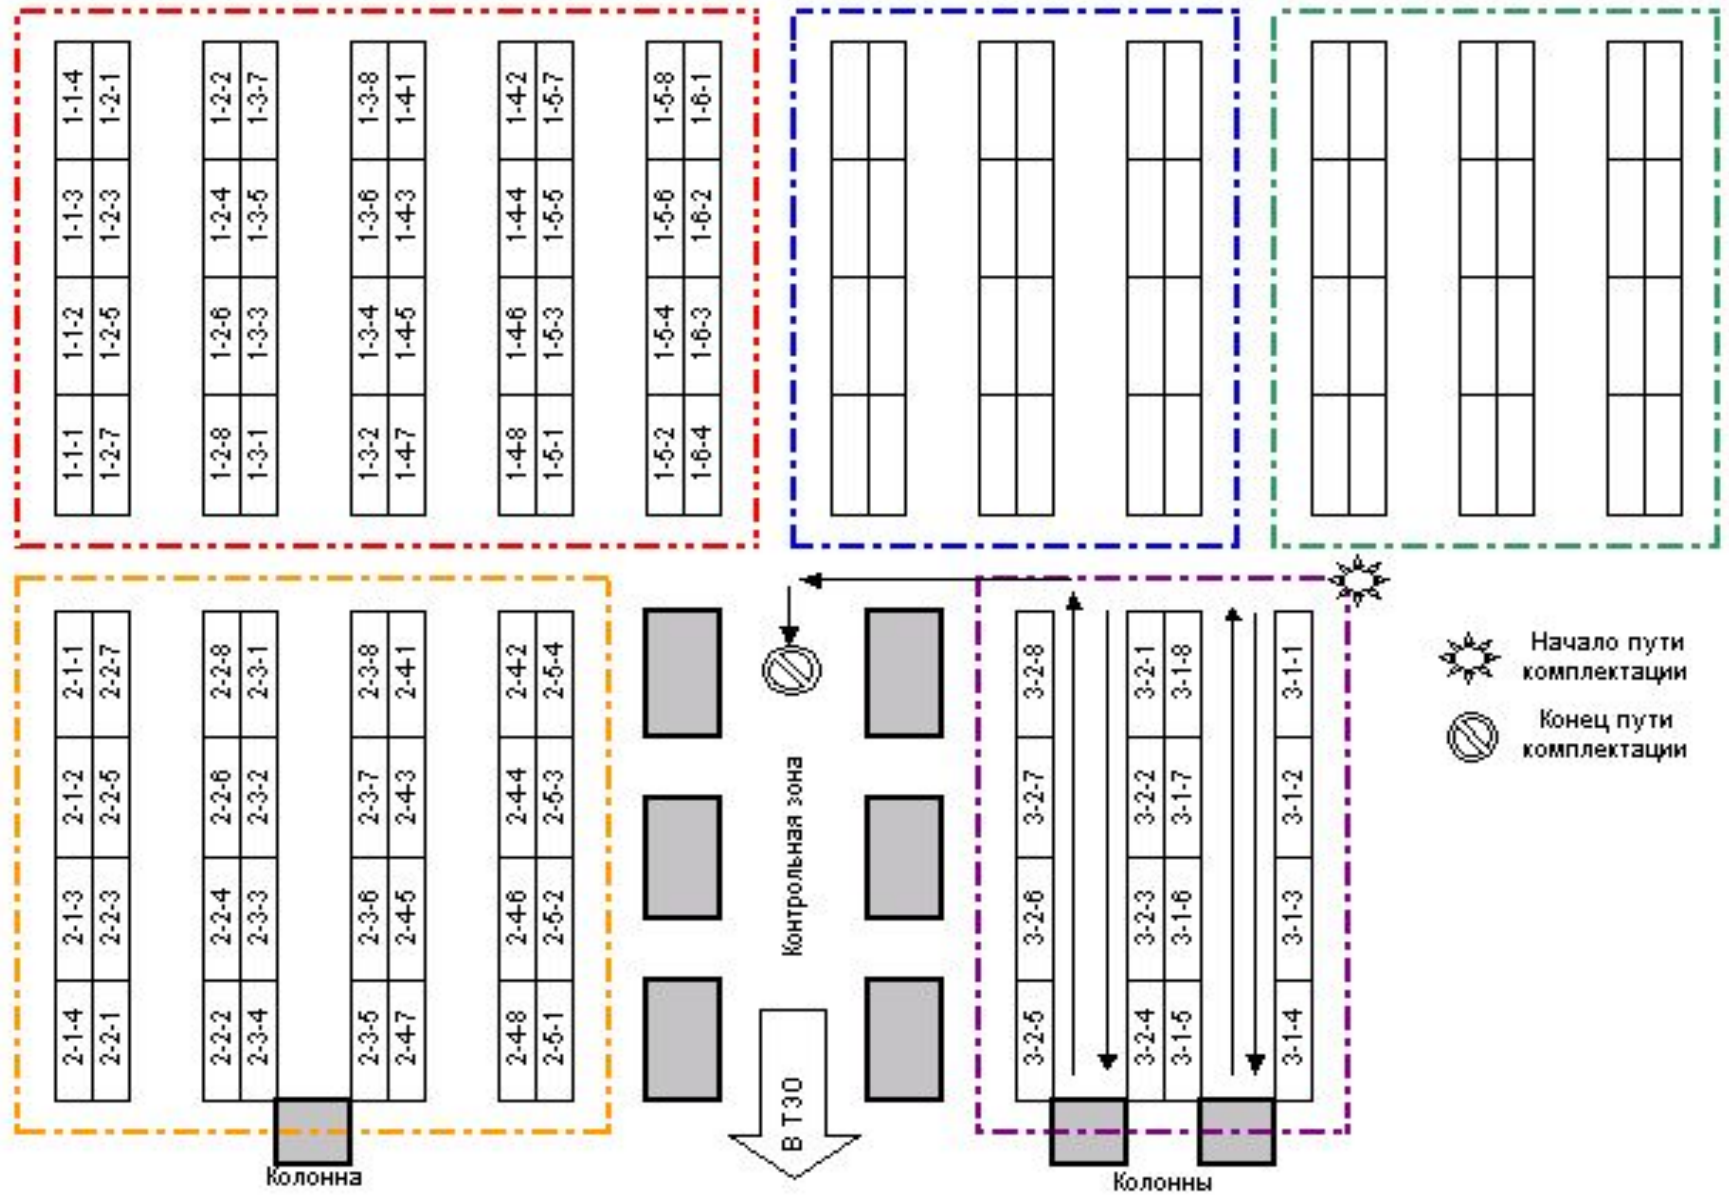 1-1-4 1-2-1 1-2-2 1-3-7 1-3-8 1-4-1 1-4-2 1-5-7 1-5-8 1-6-1
1-1-3 1-2-3 1-2-4 1-3-5 1-3-6 1-4-3 1-4-4 1-5-5 1-5-6 1-6-2
1-1-2 1-2-5 1-2-6 1-3-3 1-3-4 1-4-5 1-4-6 1-5-3 1-5-4 1-6-3
1-1-1 1-2-7 1-2-8 1-3-1 1-3-2 1-4-7 1-4-8 1-5-1 1-5-2 1-6-4
2-1-1 2-2-7 2-2-8 2-3-1 2-3-8 2-4-1 2-4-2 2-5-4
2-1-2 2-2-5 2-2-6 2-3-2 2-3-7 2-4-3 2-4-4 2-5-3
2-1-3 2-2-3 2-2-4 2-3-3 2-3-6 2-4-5 2-4-6 2-5-2
2-1-4 2-2-1 2-2-2 2-3-4 2-3-5 2-4-7 2-4-8 2-5-1
Колонна
Контрольная зона
В ТЗО
3-2-8 3-2-1 3-1-8 3-1-1
3-2-7 3-2-2 3-1-7 3-1-2
3-2-6 3-2-3 3-1-6 3-1-3
3-2-5 3-2-4 3-1-5 3-1-4
Колонны
Начало пути
комплектации
Конец пути
комплектации